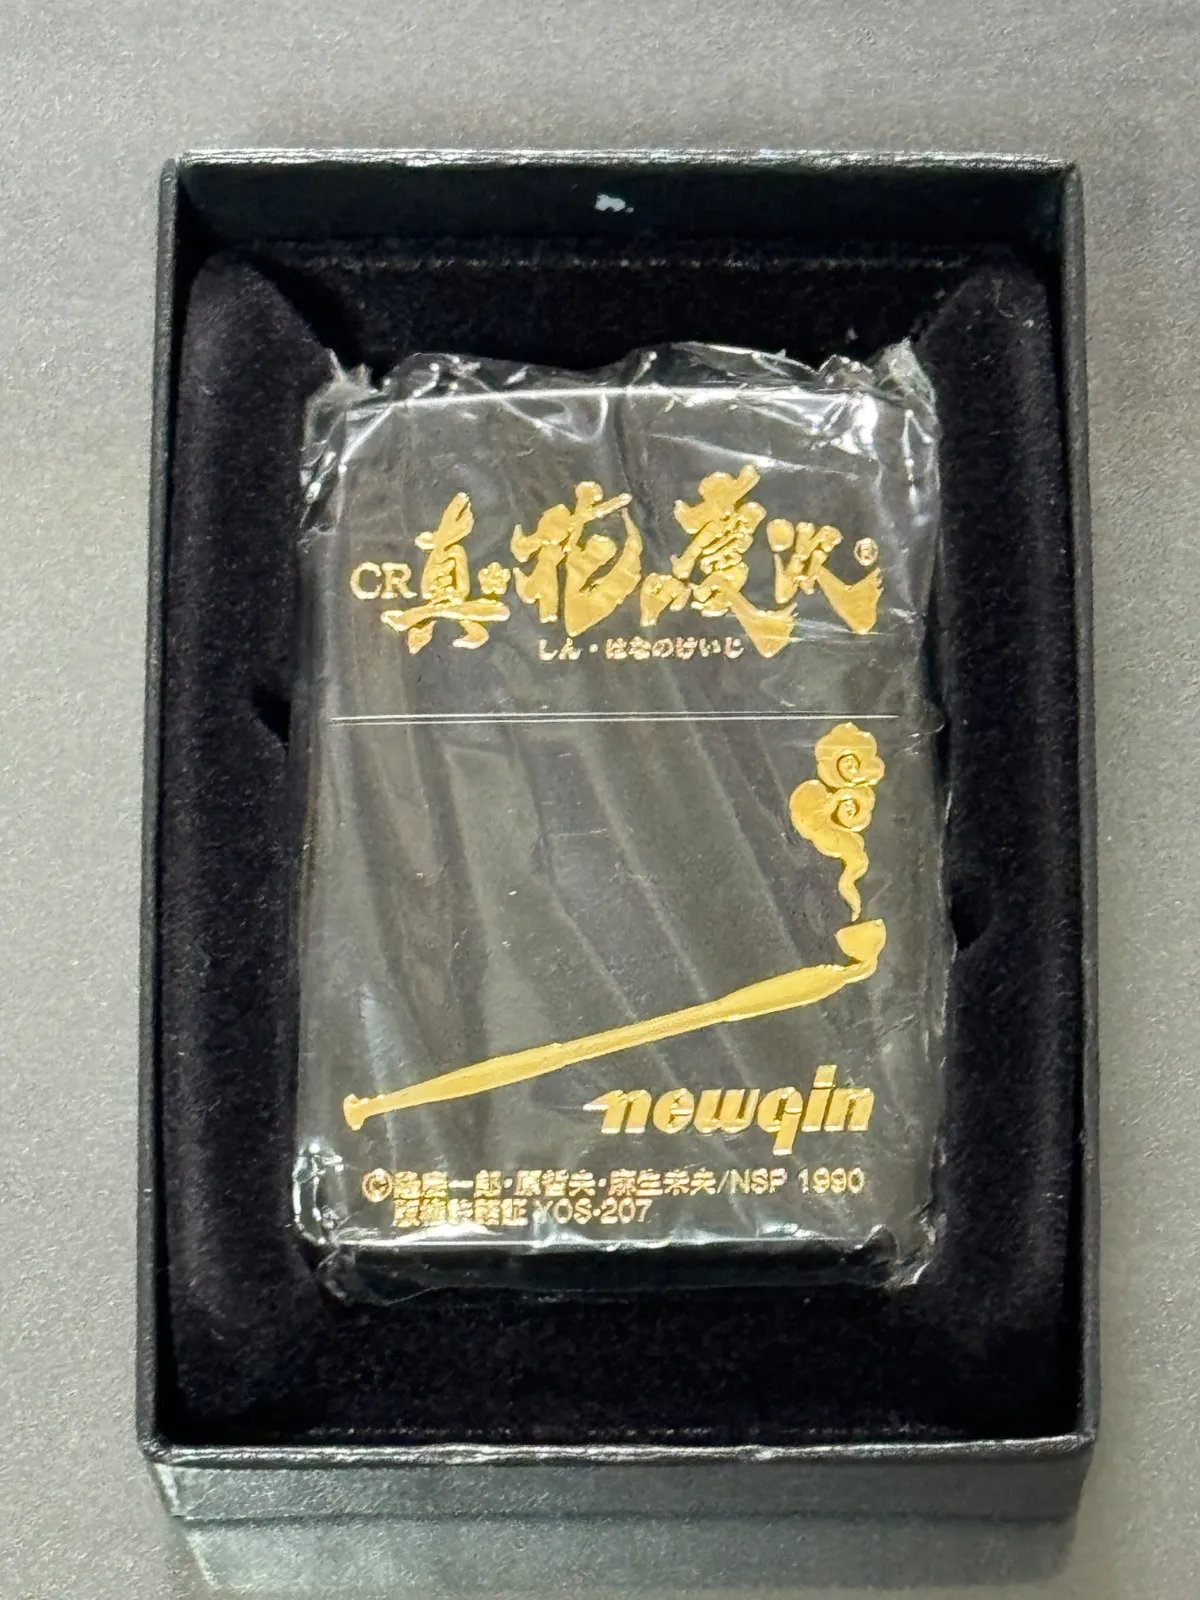 CR真・花の慶次®
しん・はなのけいじ
newgin
©隆慶一郎・原哲夫・麻生未央/NSP 1990
版権許諾証 YOS-207